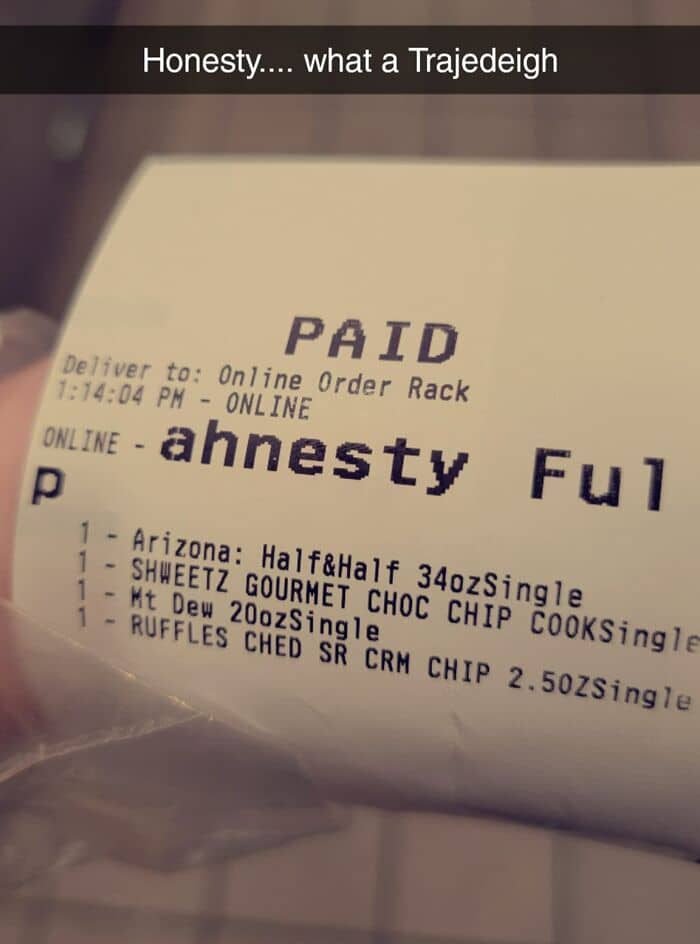 Honesty.... what a Trajedeigh
PAID
Deliver to: Online Order Rack
1:14:04 PM - ONLINE
ONLINE - ahnesty Ful
p
1 - Arizona: Half&Half 34ozSingle
1 - SHWEETZ GOURMET CHOC CHIP COOKSingle
1 - Mt Dew 20ozSingle
1 - RUFFLES CHED SR CRM CHIP 2.5OZSingle